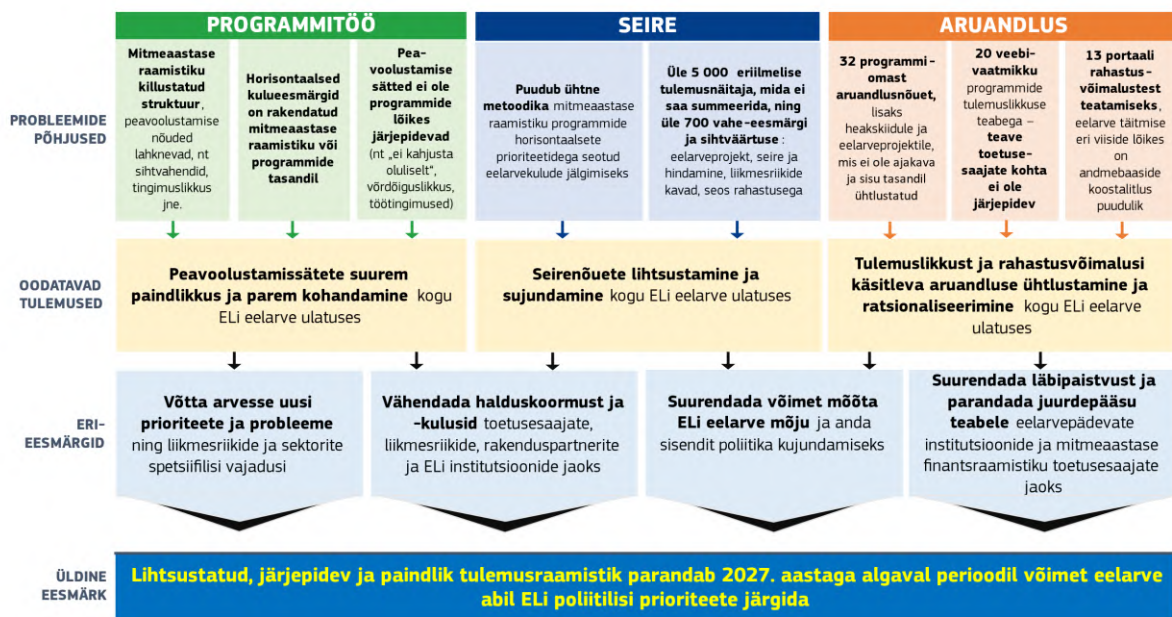 PROGRAMMITÖÖ
SEIRE
ARUANDLUS
PROBLEEMIDE
PÕHJUSED
Mitmeaastase
raamistiku
killustatud
struktuur,
peavoolustamise
nõuded
lahknevad, nt
sihtvahendid,
tingimuslikkus
jne.
Horisontaalsed
kulueesmärgid
on rakendatud
mitmeaastase
raamistiku või
programmide
tasandil
Pea-
voolustamise
sätted ei ole
programmide
lõikes
järjepidevad
(nt „ei kahjusta
oluliselt“,
võrdõiguslikkus,
töötingimused)
Puudub ühtne
metoodika mitmeaastase
raamistiku programmide
horisontaalsete
prioriteetidega seotud
eelarvekulude jälgimiseks
Üle 5 000 eriilmelise
tulemusnäitaja, mida ei
saa summeerida, ning
üle 700 vahe-eesmärgi
ja sihtväärtuse :
eelarveprojekt, seire ja
hindamine, liikmesriikide
kavad, seos rahastusega
32 programmi-
omast
aruandlusnõuet,
lisaks
heakskiidule ja
eelarveprojektile,
mis ei ole ajakava
ja sisu tasandil
ühtlustatud
20 veebi-
vaatmikku
programmide
tulemuslikkuse
teabega –
teave
toetuse-
saajate kohta
ei ole
järjepidev
13 portaali
rahastus-
võimalustest
teatamiseks,
eelarve täitmise
eri viiside lõikes
on
andmebaaside
koostalitlus
puudulik
OODATAVAD
TULEMUSED
Peavoolustamissätete suurem
paindlikkus ja parem kohandamine kogu
ELi eelarve ulatuses
Seirenõuete lihtsustamine ja
sujundamine kogu ELi eelarve ulatuses
Tulemuslikkust ja rahastusvõimalusi
käsitleva aruandluse ühtlustamine ja
ratsionaliseerimine kogu ELi eelarve
ulatuses
ERI-
EESMÄRGID
Võtta arvesse uusi
prioriteete ja probleeme
ning liikmesriikide ja sektorite
spetsiifilisi vajadusi
Vähendada halduskoormust ja
-kulusid toetusesaajate,
liikmesriikide, rakenduspartnerite
ja ELi institutsioonide jaoks
Suurendada võimet mõõta
ELi eelarve mõju ja anda
sisendit poliitika kujundamiseks
Suurendada läbipaistvust ja
parandada juurdepääsu
teabele eelarvepädevate
institutsioonide ja mitmeaastase
finantsraamistiku toetusesaajate
jaoks
ÜLDINE
EESMÄRK
Lihtsustatud, järjepidev ja paindlik tulemusraamistik parandab 2027. aastaga algaval perioodil võimet eelarve
abil ELi poliitilisi prioriteete järgida